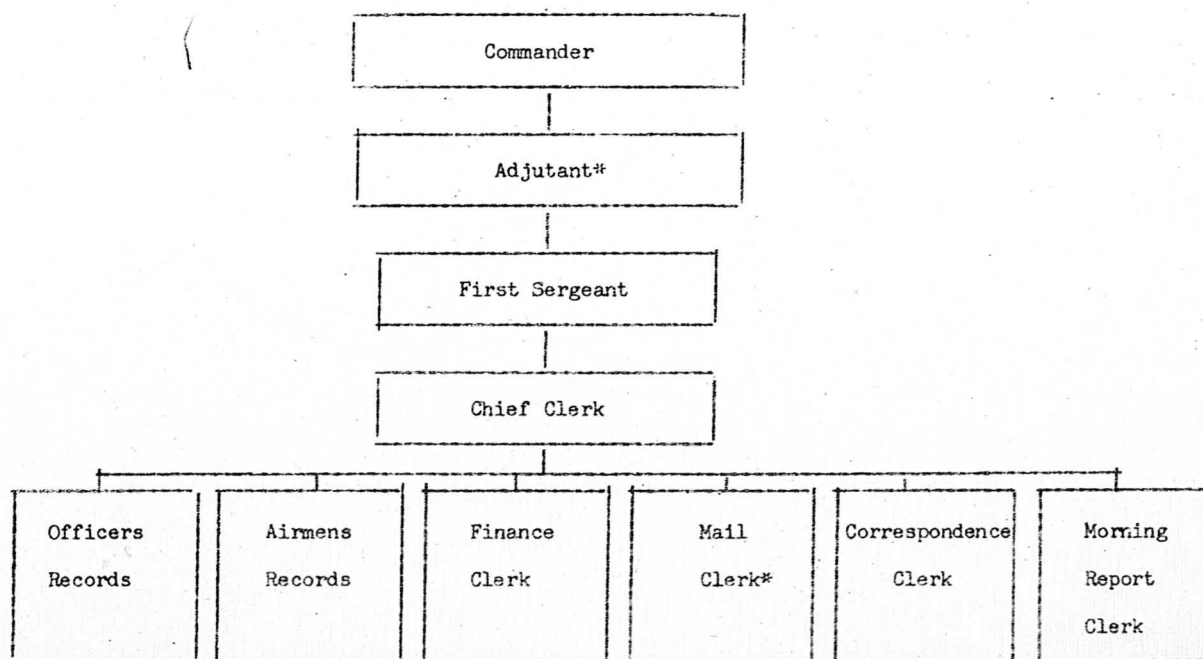 Commander
Adjutant*
First Sergeant
Chief Clerk
Officers
Records
Airmens
Records
Finance
Clerk
Mail
Clerk*
Correspondence
Clerk
Morning
Report
Clerk